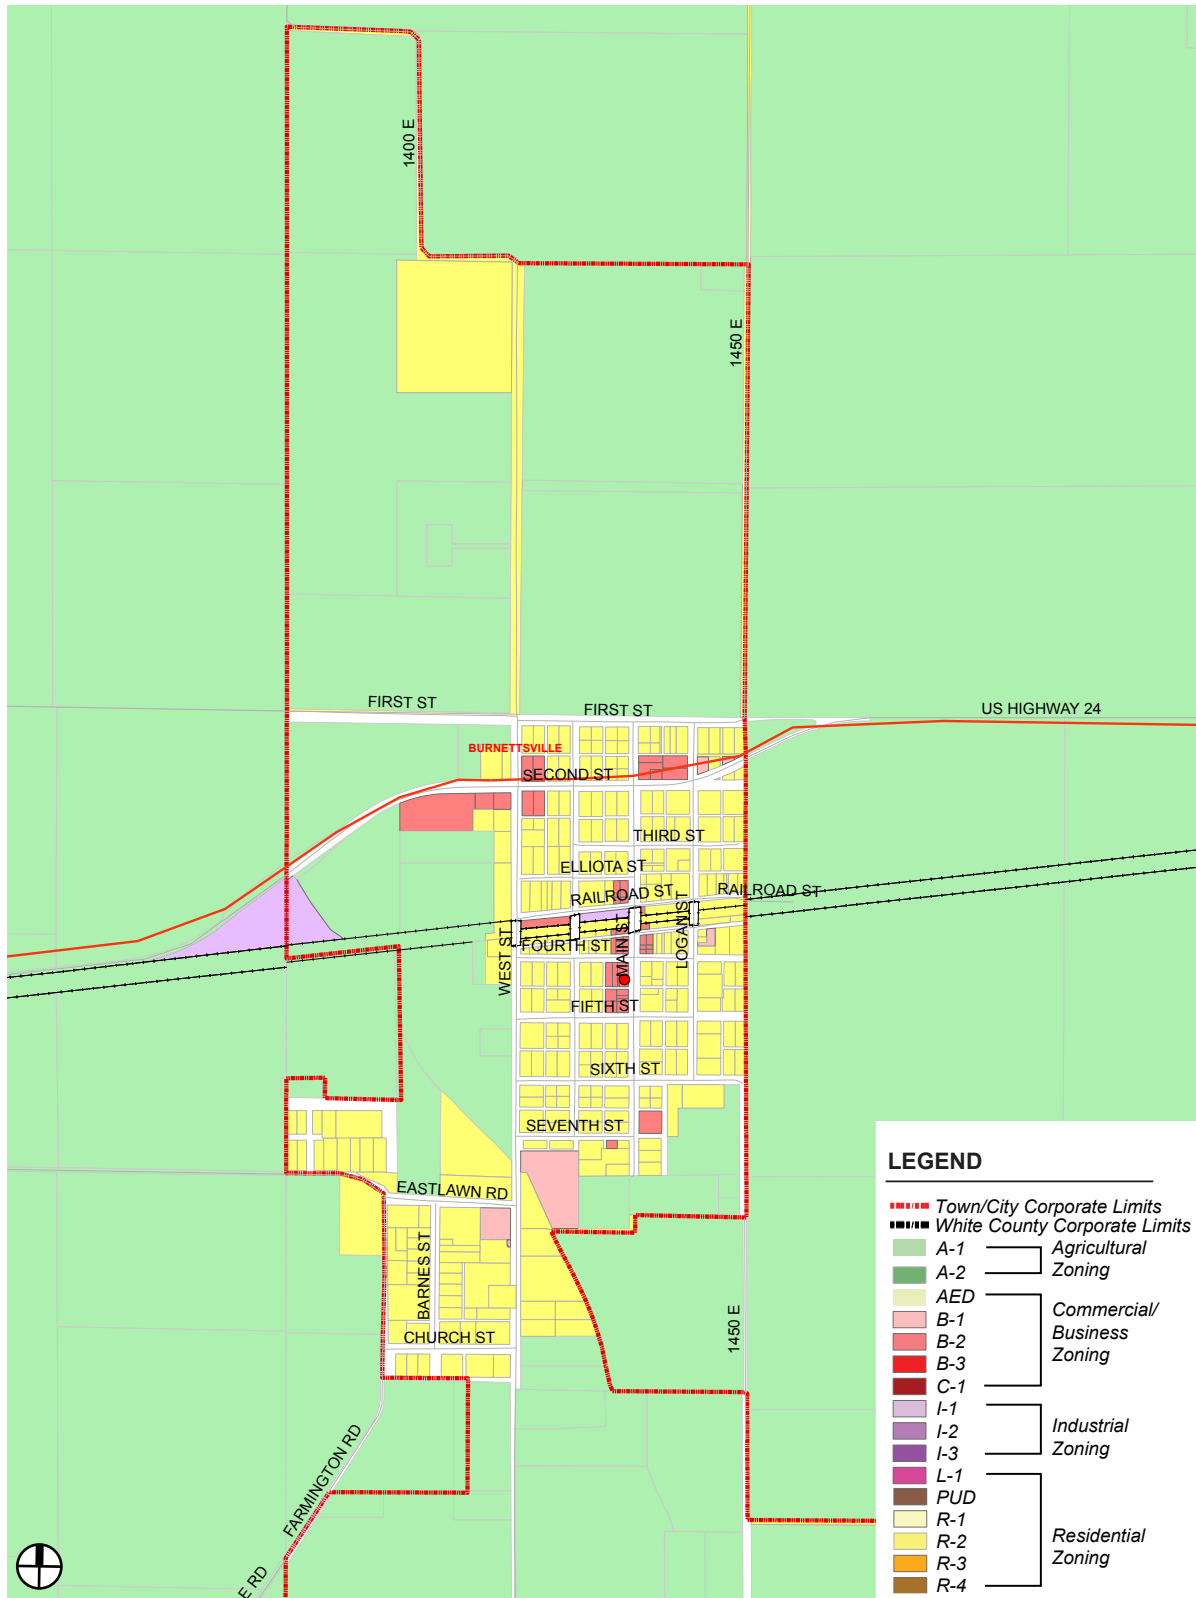 1400 E
1450 E
FIRST ST
FIRST ST
US HIGHWAY 24
BURNETTSVILLE
SECOND ST
THIRD ST
ELLIOTA ST
RAILROAD ST
RAILROAD ST
WEST ST
FOURTH ST
MAIN ST
LOGAN ST
FIFTH ST
SIXTH ST
SEVENTH ST
EASTLAWN RD
BARNES ST
CHURCH ST
1450 E
FARMINGTON RD
E RD
LEGEND
Town/City Corporate Limits
White County Corporate Limits
A-1
A-2
Agricultural
Zoning
AED
B-1
B-2
B-3
C-1
Commercial/
Business
Zoning
I-1
I-2
I-3
Industrial
Zoning
L-1
PUD
R-1
R-2
R-3
R-4
Residential
Zoning